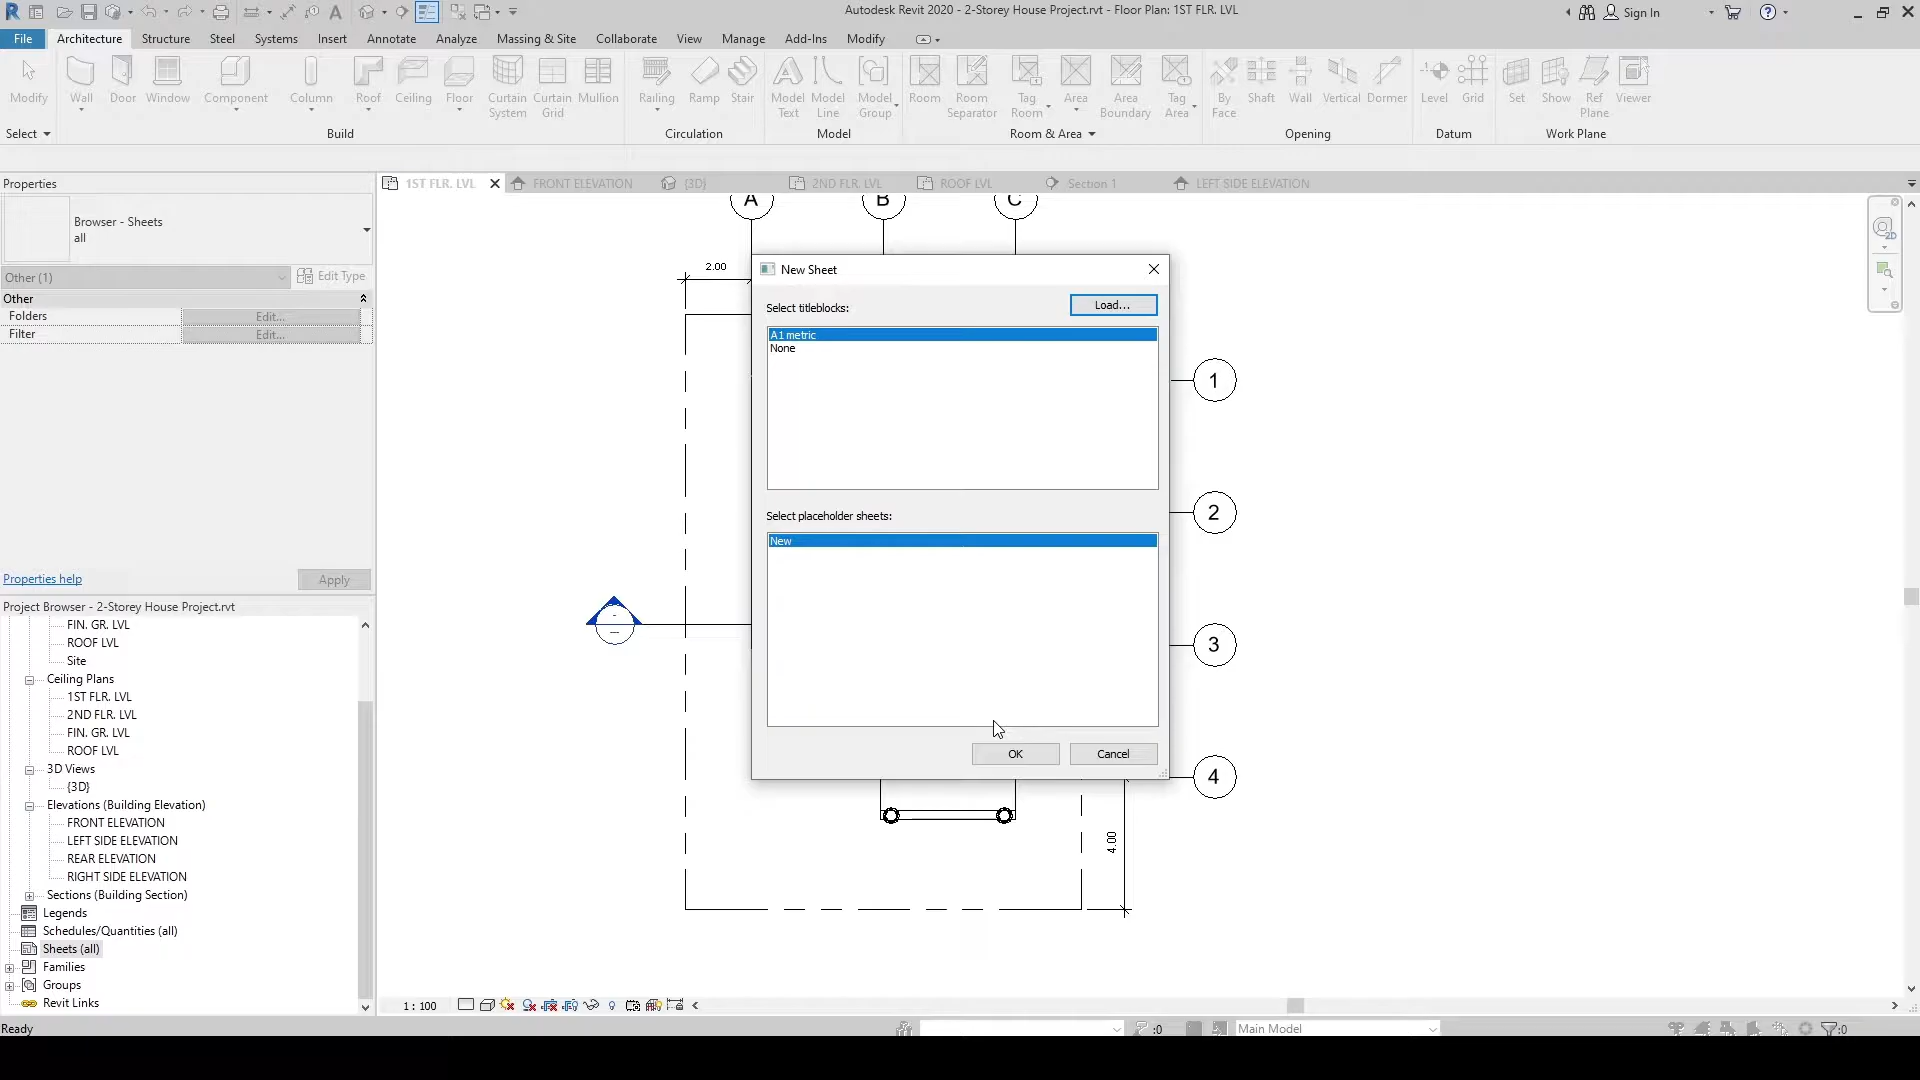 Autodesk Revit 2020 - 2-Storey House Project.rvt - Floor Plan: 1ST FLR. LVL
Sign In
File Architecture Structure Steel Systems Insert Annotate Analyze Massing & Site Collaborate View Manage Add-Ins Modify
Modify Wall Door Window Component Column Roof Ceiling Floor Curtain System Curtain Grid Mullion Railing Ramp Stair Model Text Model Line Model Group Room Room Separator Tag Room Area Area Boundary Tag Area By Face Shaft Wall Vertical Dormer Level Grid Set Show Ref Plane Viewer
Select Build Circulation Model Room & Area Opening Datum Work Plane
Properties
1ST FLR. LVL FRONT ELEVATION {3D} 2ND FLR. LVL ROOF LVL Section 1 LEFT SIDE ELEVATION
Browser - Sheets
all
Other (1) Edit Type
Other
Folders Edit...
Filter Edit...
Properties help Apply
Project Browser - 2-Storey House Project.rvt
FIN. GR. LVL
ROOF LVL
Site
Ceiling Plans
1ST FLR. LVL
2ND FLR. LVL
FIN. GR. LVL
ROOF LVL
3D Views
{3D}
Elevations (Building Elevation)
FRONT ELEVATION
LEFT SIDE ELEVATION
REAR ELEVATION
RIGHT SIDE ELEVATION
Sections (Building Section)
Legends
Schedules/Quantities (all)
Sheets (all)
Families
Groups
Revit Links
A B C
2.00
New Sheet
Select titleblocks: Load...
A1 metric
None
Select placeholder sheets:
New
OK Cancel
1
2
3
4
4.00
2D
1 : 100
Ready
:0
Main Model
:0